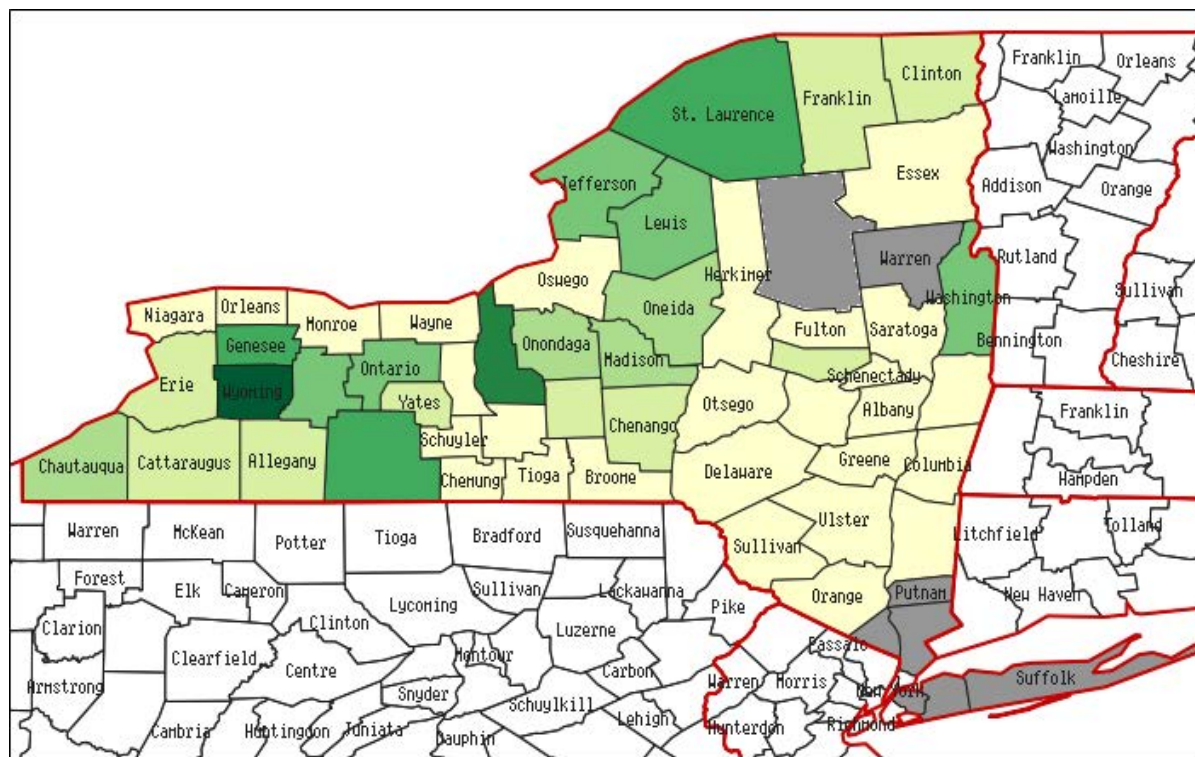 Franklin
Orleans
Clinton
Franklin
Lamoille
St. Lawrence
Washington
Essex
Jefferson
Addison
Orange
Lewis
Rutland
Warren
Herkimer
Oswego
Sullivan
Washington
Orleans
Oneida
Niagara
Monroe
Wayne
Fulton
Saratoga
Bennington
Genesee
Onondaga
Cheshire
Madison
Ontario
Schenectady
Erie
Wyoming
Yates
Otsego
Albany
Franklin
Chenango
Schuyler
Greene
Columbia
Chautauqua
Cattaraugus
Allegany
Delaware
Chemung
Tioga
Broome
Hampden
Ulster
Warren
McKean
Susquehanna
Tolland
Tioga
Bradford
Litchfield
Potter
Sullivan
Forest
Elk
Cameron
Sullivan
Lackawanna
Putnam
New Haven
Orange
Lycoming
Pike
Clinton
Clarion
Luzerne
Passaic
Montour
Clearfield
Centre
Carbon
Suffolk
Armstrong
Warren
Morris
Snyder
New York
Schuylkill
Lehigh
Richmond
Hunterdon
Cambria
Huntingdon
Juniata
Dauphin